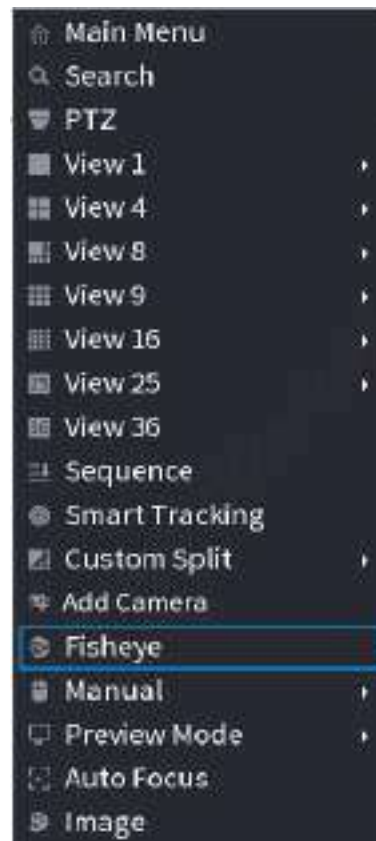 Main Menu
Search
PTZ
View 1
View 4
View 8
View 9
View 16
View 25
View 36
Sequence
Smart Tracking
Custom Split
Add Camera
Fisheye
Manual
Preview Mode
Auto Focus
Image